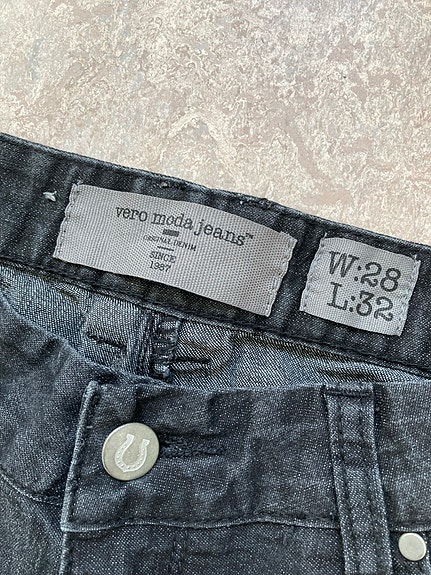 vero moda jeans™
ORIGINAL DENIM
SINCE
1987
W:28
L:32